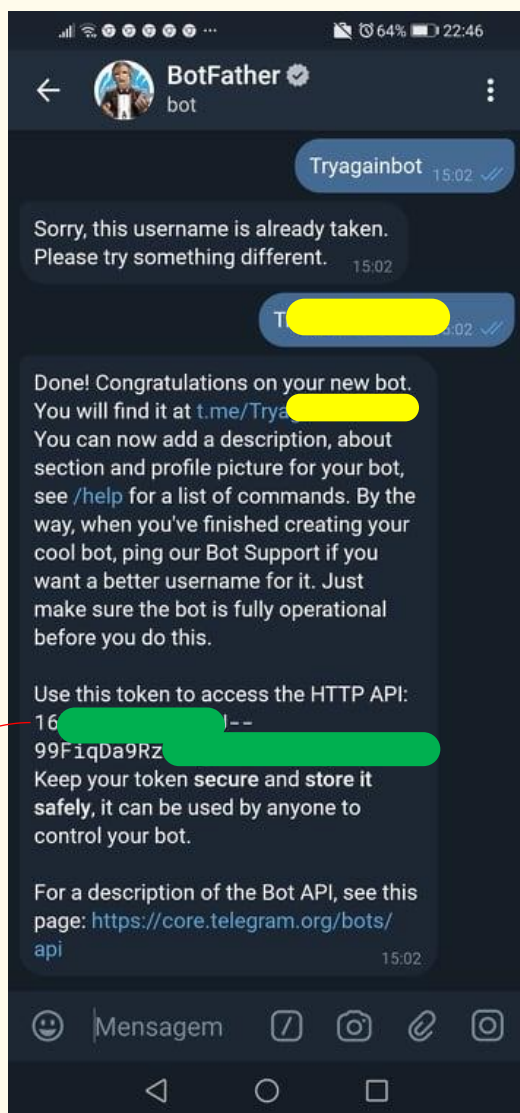 64% 22:46
BotFather
bot
Tryagainbot 15:02
Sorry, this username is already taken.
Please try something different. 15:02
T
:02
Done! Congratulations on your new bot.
You will find it at t.me/Trya
You can now add a description, about
section and profile picture for your bot,
see /help for a list of commands. By the
way, when you've finished creating your
cool bot, ping our Bot Support if you
want a better username for it. Just
make sure the bot is fully operational
before you do this.
Use this token to access the HTTP API:
16 --
99FiqDa9Rz
Keep your token secure and store it
safely, it can be used by anyone to
control your bot.
For a description of the Bot API, see this
page: https://core.telegram.org/bots/
api 15:02
Mensagem